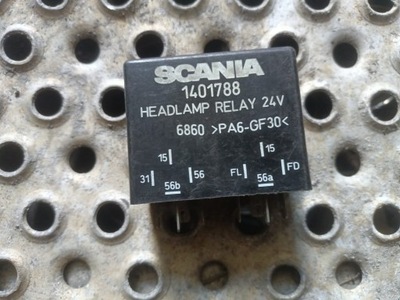 SCANIA
1401788
HEADLAMP RELAY 24V
6860 >PA6-GF30<
15 15
31 56 FL FD
56b 56a